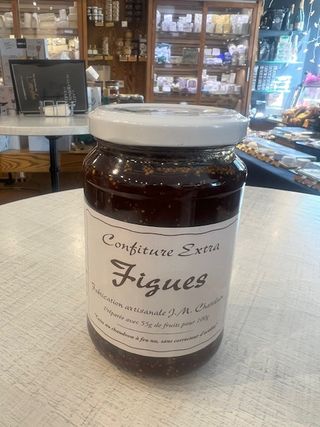 Confiture Extra
Figues
Fabrication artisanale J.M. Chatelain
Préparée avec 55g de fruits pour 100g
Cuite au chaudron à feu nu, sans correcteur d'acidité